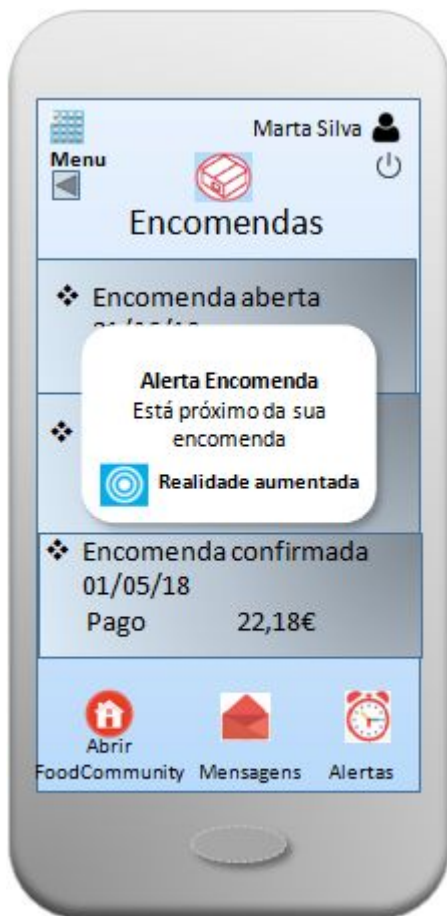 Marta Silva
Menu
Encomendas
Encomenda aberta
Alerta Encomenda
Está próximo da sua
encomenda
Realidade aumentada
Encomenda confirmada
01/05/18
Pago 22,18€
Abrir
FoodCommunity Mensagens Alertas